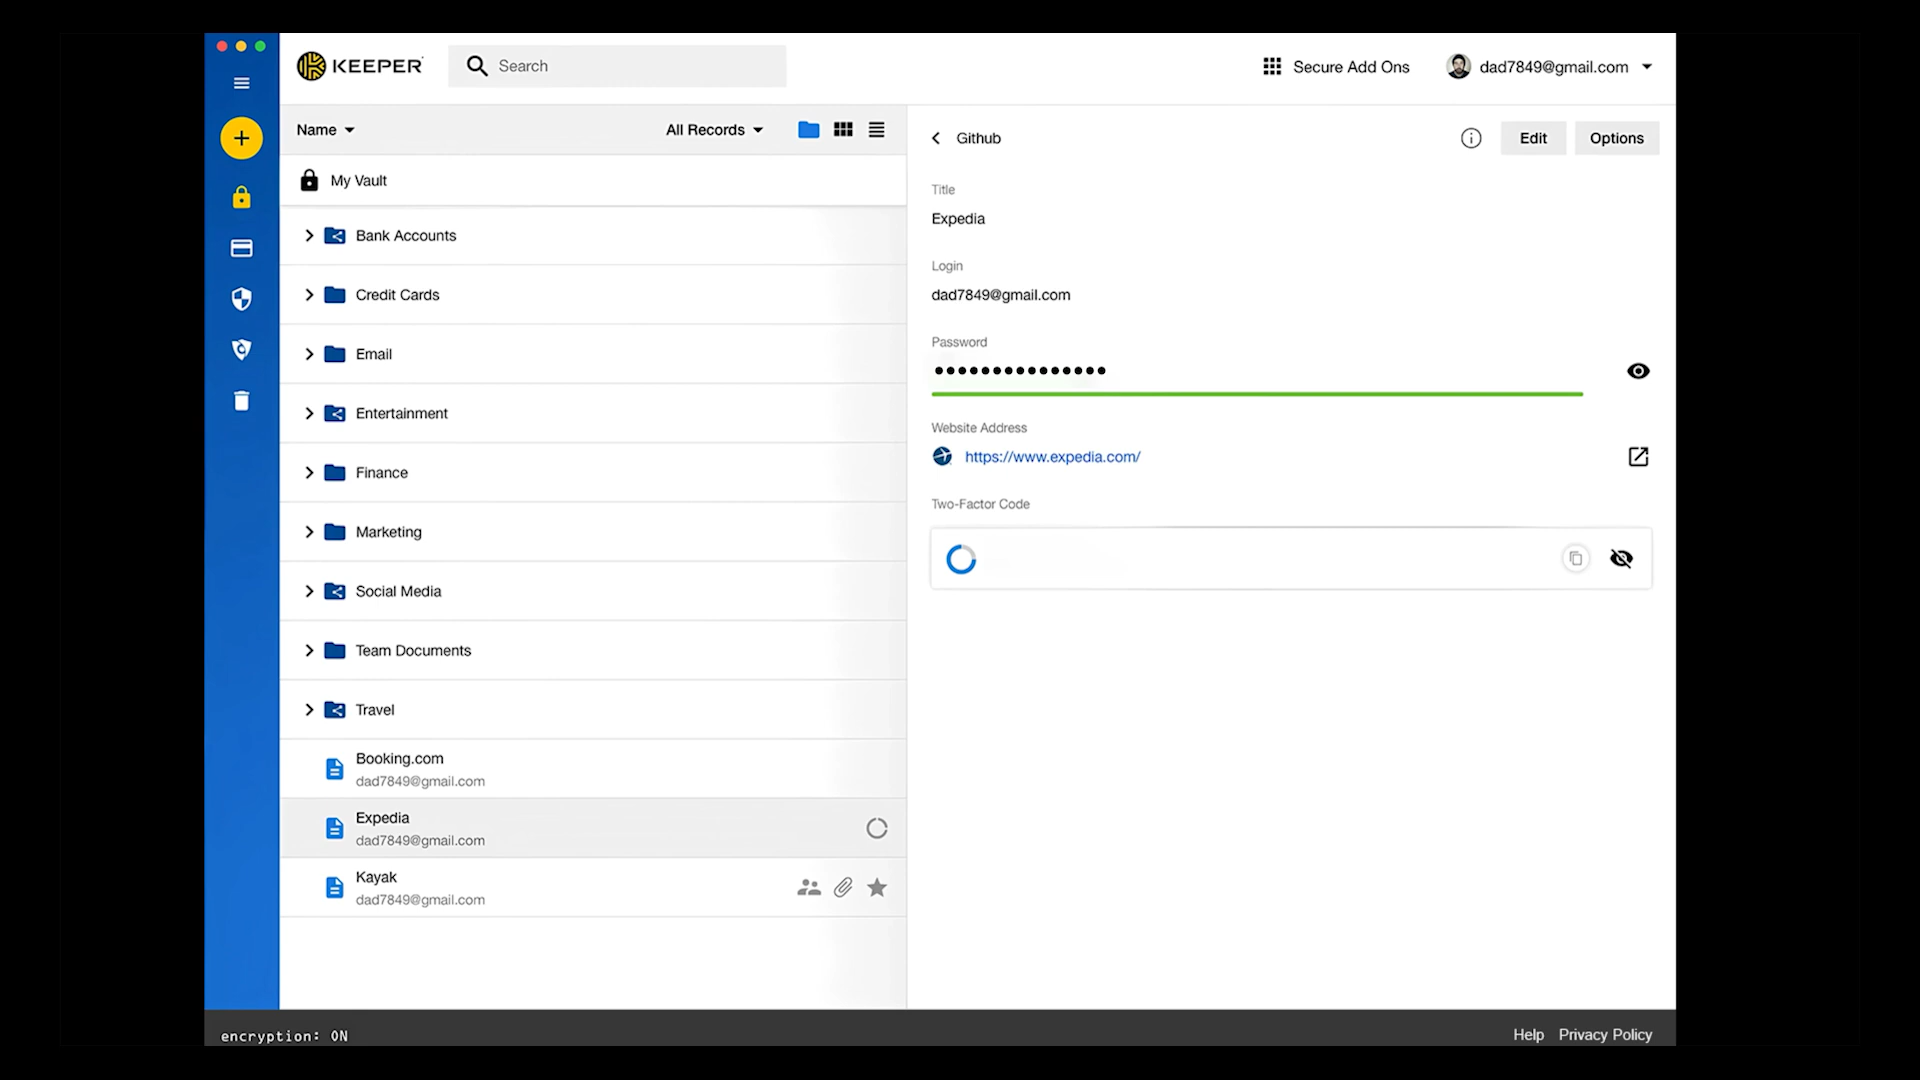 KEEPER
Search
Secure Add Ons
dad7849@gmail.com
Name
All Records
My Vault
Bank Accounts
Credit Cards
Email
Entertainment
Finance
Marketing
Social Media
Team Documents
Travel
Booking.com
dad7849@gmail.com
Expedia
dad7849@gmail.com
Kayak
dad7849@gmail.com
Github
Edit
Options
Title
Expedia
Login
dad7849@gmail.com
Password
Website Address
https://www.expedia.com/
Two-Factor Code
encryption: ON
Help
Privacy Policy